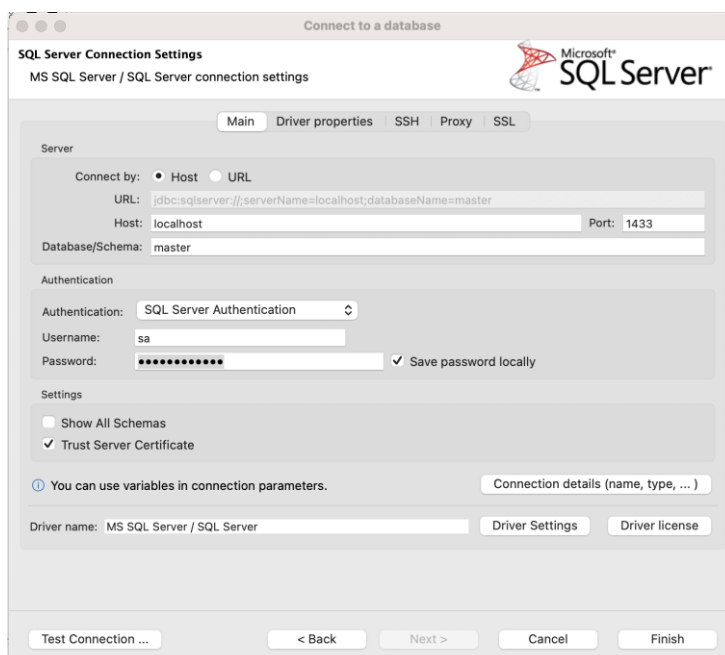 Connect to a database
SQL Server Connection Settings
MS SQL Server / SQL Server connection settings
Microsoft®
SQL Server®
Main Driver properties SSH Proxy SSL
Server
Connect by: Host URL
URL: jdbc:sqlserver://;serverName=localhost;databaseName=master
Host: localhost Port: 1433
Database/Schema: master
Authentication
Authentication: SQL Server Authentication
Username: sa
Password: ●●●●●●●●●●●● Save password locally
Settings
Show All Schemas
Trust Server Certificate
You can use variables in connection parameters. Connection details (name, type, ... )
Driver name: MS SQL Server / SQL Server Driver Settings Driver license
Test Connection ... < Back Next > Cancel Finish